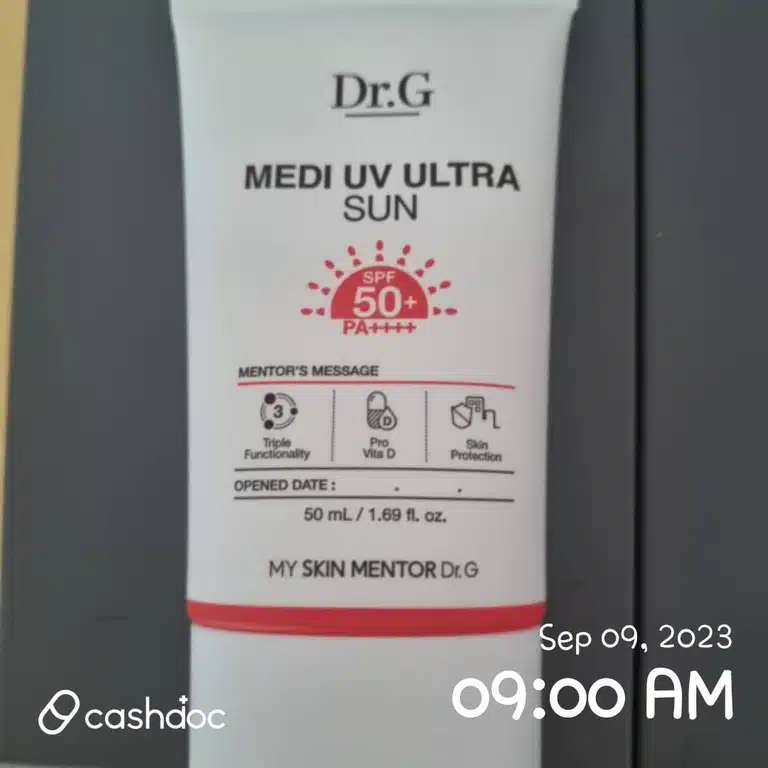 Dr.G
MEDI UV ULTRA
SUN
SPF
50+
PA++++
MENTOR'S MESSAGE
3
Triple
Functionality
D
Pro
Vita D
Skin
Protection
OPENED DATE : . .
50 mL / 1.69 fl. oz.
MY SKIN MENTOR Dr.G
Sep 09, 2023
09:00 AM
cashdoc